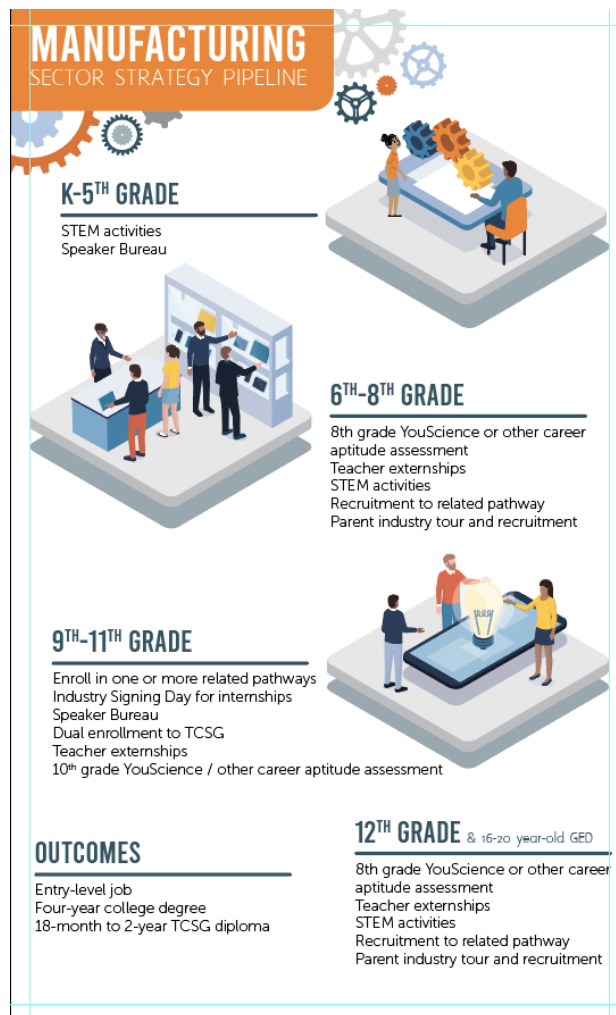 MANUFACTURING
SECTOR STRATEGY PIPELINE
K-5TH GRADE
STEM activities
Speaker Bureau
6TH-8TH GRADE
8th grade YouScience or other career
aptitude assessment
Teacher externships
STEM activities
Recruitment to related pathway
Parent industry tour and recruitment
9TH-11TH GRADE
Enroll in one or more related pathways
Industry Signing Day for internships
Speaker Bureau
Dual enrollment to TCSG
Teacher externships
10th grade YouScience / other career aptitude assessment
12TH GRADE & 16-20 year-old GED
8th grade YouScience or other career
aptitude assessment
Teacher externships
STEM activities
Recruitment to related pathway
Parent industry tour and recruitment
OUTCOMES
Entry-level job
Four-year college degree
18-month to 2-year TCSG diploma